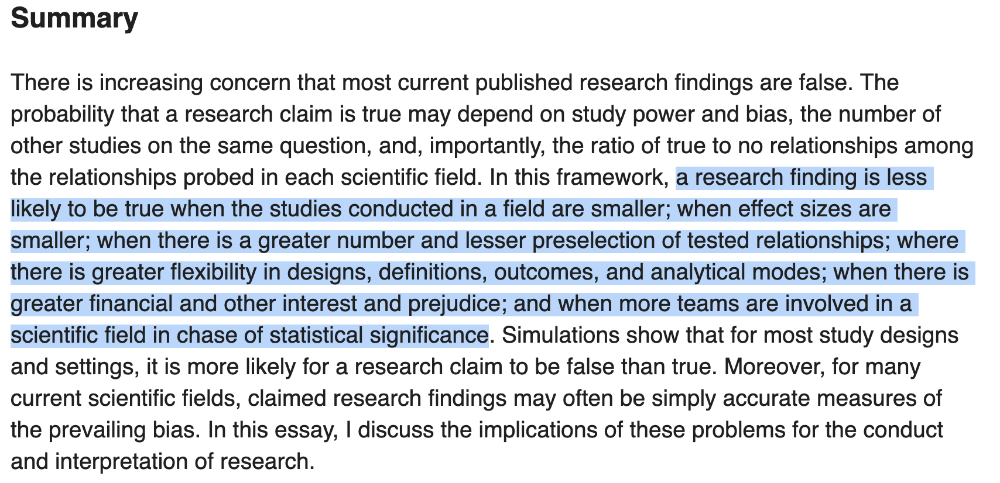 Summary
There is increasing concern that most current published research findings are false. The
probability that a research claim is true may depend on study power and bias, the number of
other studies on the same question, and, importantly, the ratio of true to no relationships among
the relationships probed in each scientific field. In this framework, a research finding is less
likely to be true when the studies conducted in a field are smaller; when effect sizes are
smaller; when there is a greater number and lesser preselection of tested relationships; where
there is greater flexibility in designs, definitions, outcomes, and analytical modes; when there is
greater financial and other interest and prejudice; and when more teams are involved in a
scientific field in chase of statistical significance. Simulations show that for most study designs
and settings, it is more likely for a research claim to be false than true. Moreover, for many
current scientific fields, claimed research findings may often be simply accurate measures of
the prevailing bias. In this essay, I discuss the implications of these problems for the conduct
and interpretation of research.